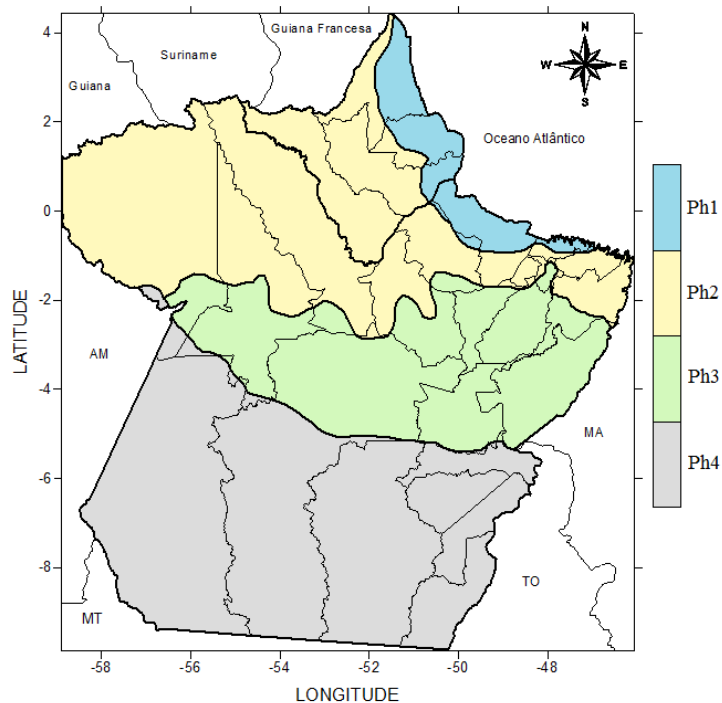 4
2
0
-2
-4
-6
-8
LATITUDE
-58
-56
-54
-52
-50
-48
LONGITUDE
Guiana Francesa
Suriname
Guiana
N
W E
S
Oceano Atlântico
AM
MA
TO
MT
Ph1
Ph2
Ph3
Ph4